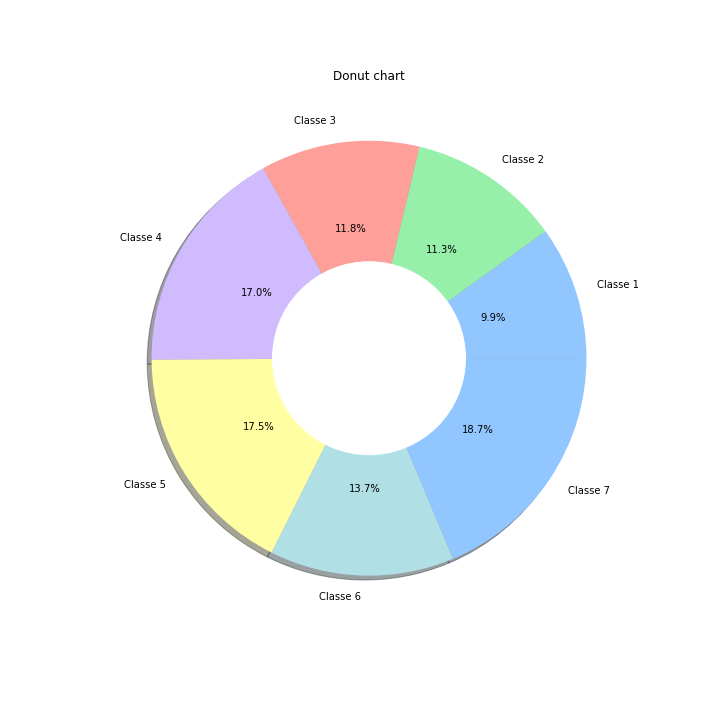 Donut chart
Classe 3
Classe 2
Classe 4
11.8%
11.3%
Classe 1
17.0%
9.9%
17.5%
18.7%
Classe 5
13.7%
Classe 7
Classe 6